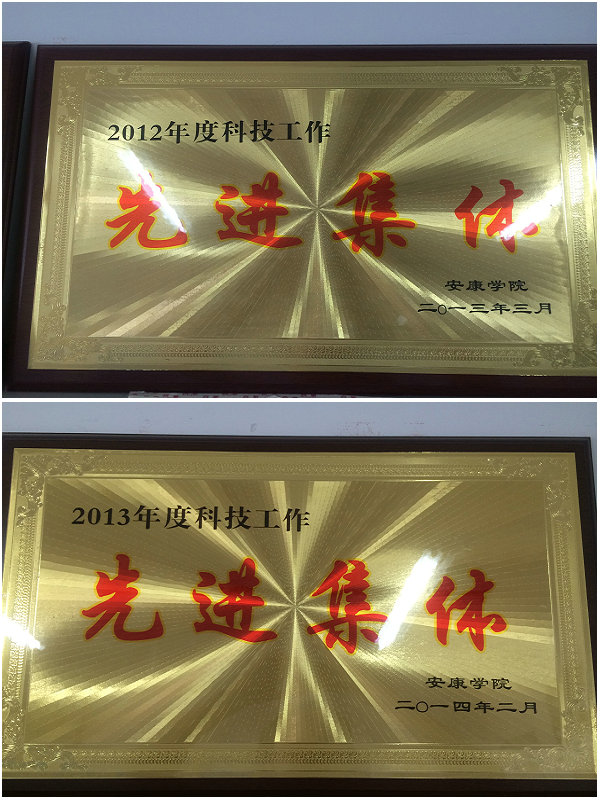 2012年度科技工作
先进集体
安康学院
二〇一三年三月
2013年度科技工作
先进集体
安康学院
二〇一四年二月